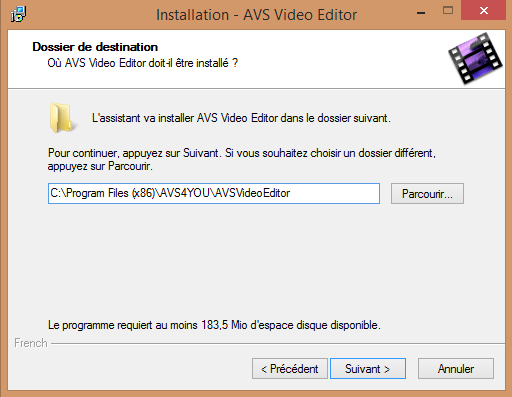 Installation - AVS Video Editor
Dossier de destination
Où AVS Video Editor doit-il être installé ?
L'assistant va installer AVS Video Editor dans le dossier suivant.
Pour continuer, appuyez sur Suivant. Si vous souhaitez choisir un dossier différent,
appuyez sur Parcourir.
C:\Program Files (x86)\AVS4YOU\AVSVideoEditor
Parcourir...
Le programme requiert au moins 183,5 Mio d'espace disque disponible.
French
< Précédent
Suivant >
Annuler